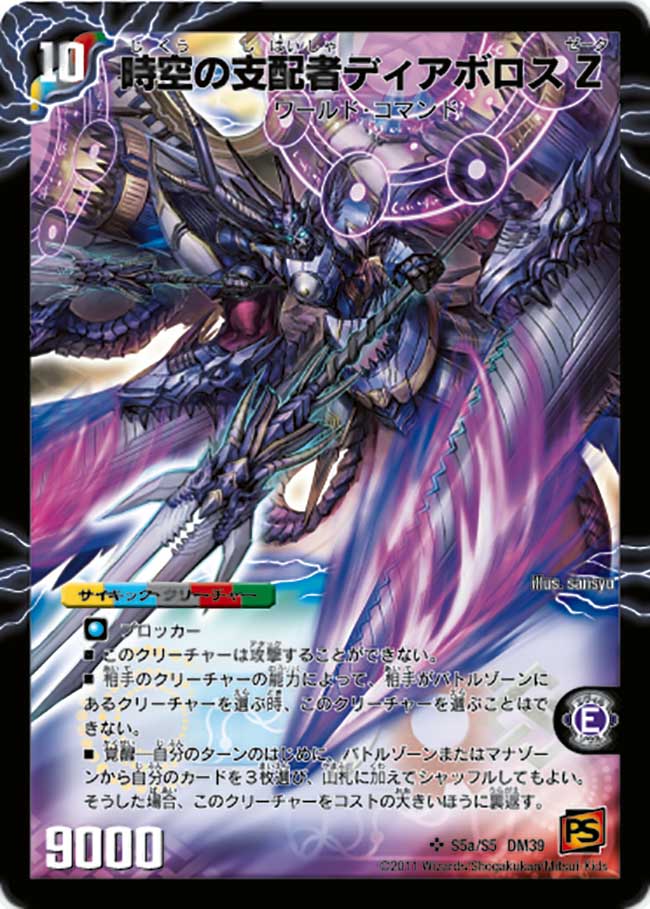 10
じくう しはいしゃ ゼータ
時空の支配者ディアボロス Z
ワールド・コマンド
illus. sansyu
サイキック・クリーチャー
ブロッカー
■ このクリーチャーは攻撃することができない。
■ 相手のクリーチャーの能力によって、相手がバトルゾーンに
あるクリーチャーを選ぶ時、このクリーチャーを選ぶことはで
きない。
■ 覚醒―自分のターンのはじめに、バトルゾーンまたはマナゾー
ンから自分のカードを3枚選び、山札に加えてシャッフルしてもよい。
そうした場合、このクリーチャーをコストの大きいほうに裏返す。
E
9000
S5a/S5 DM39
PS
©2011 Wizards/Shogakukan/Mitsui-Kids